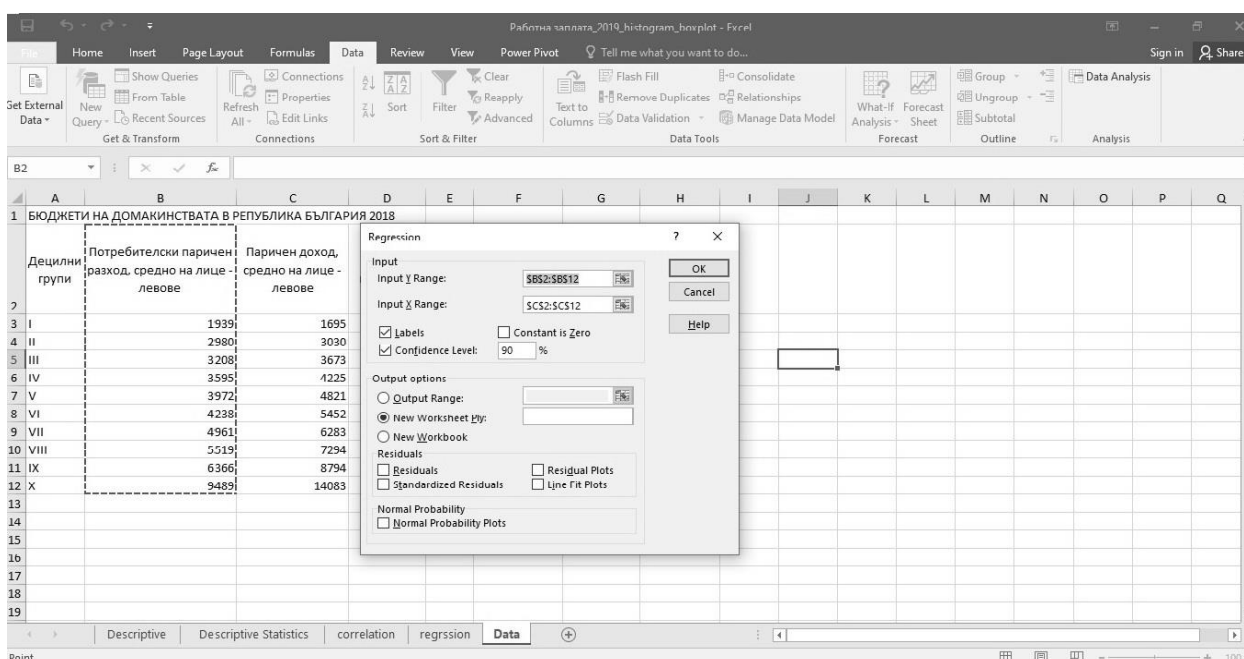 Работна заплата_2019_histogram_boxplot - Excel
File Home Insert Page Layout Formulas Data Review View Power Pivot Tell me what you want to do... Sign in Share
Get External Data
New Query
Show Queries
From Table
Recent Sources
Get & Transform
Refresh All
Connections
Properties
Edit Links
Connections
Sort
Filter
Clear
Reapply
Advanced
Sort & Filter
Text to Columns
Flash Fill
Remove Duplicates
Data Validation
Consolidate
Relationships
Manage Data Model
Data Tools
What-If Analysis
Forecast Sheet
Forecast
Group
Ungroup
Subtotal
Outline
Data Analysis
Analysis
B2 fx
A B C D E F G H I J K L M N O P Q
1 БЮДЖЕТИ НА ДОМАКИНСТВАТА В РЕПУБЛИКА БЪЛГАРИЯ 2018
2 Децилни групи
Потребителски паричен разход, средно на лице - левове
Паричен доход, средно на лице - левове
3 I 1939 1695
4 II 2980 3030
5 III 3208 3673
6 IV 3595 4225
7 V 3972 4821
8 VI 4238 5452
9 VII 4961 6283
10 VIII 5519 7294
11 IX 6366 8794
12 X 9489 14083
13
14
15
16
17
18
19
Regression ?
Input
Input Y Range: $B$2:$B$12
Input X Range: $C$2:$C$12
Labels Constant is Zero
Confidence Level: 90 %
OK
Cancel
Help
Output options
Output Range:
New Worksheet Ply:
New Workbook
Residuals
Residuals Residual Plots
Standardized Residuals Line Fit Plots
Normal Probability
Normal Probability Plots
Descriptive Descriptive Statistics correlation regrssion Data
Point 100